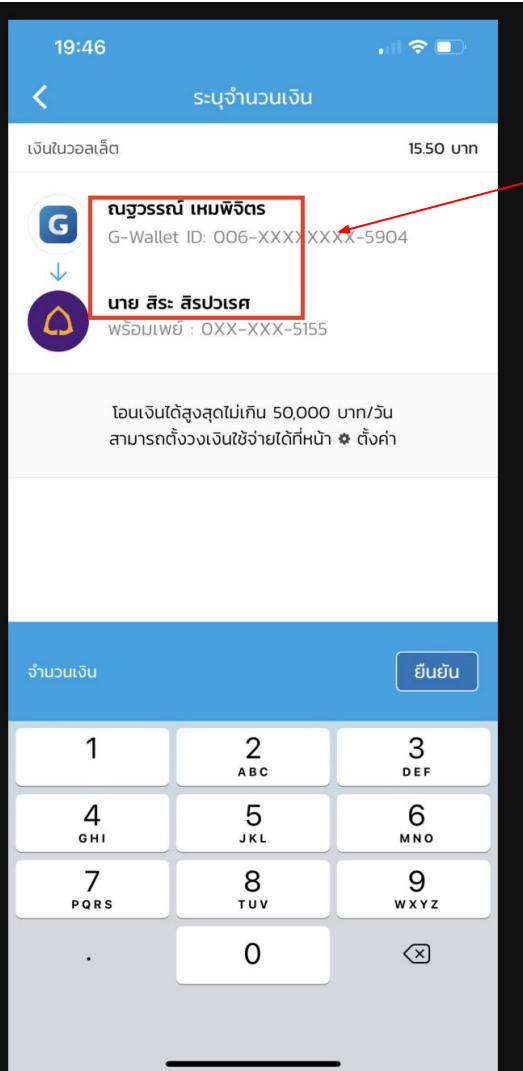 19:46
ระบุจำนวนเงิน
เงินในวอลเล็ต 15.50 บาท
G ณฐวรรณ์ เหมพิจิตร
G-Wallet ID: 006-XXXXXXXX-5904
นาย สิระ สิรปวเรศ
พร้อมเพย์ : 0XX-XXX-5155
โอนเงินได้สูงสุดไม่เกิน 50,000 บาท/วัน
สามารถตั้งวงเงินใช้จ่ายได้ที่หน้า ตั้งค่า
จำนวนเงิน ยืนยัน
1 2 3
ABC DEF
4 5 6
GHI JKL MNO
7 8 9
PQRS TUV WXYZ
. 0